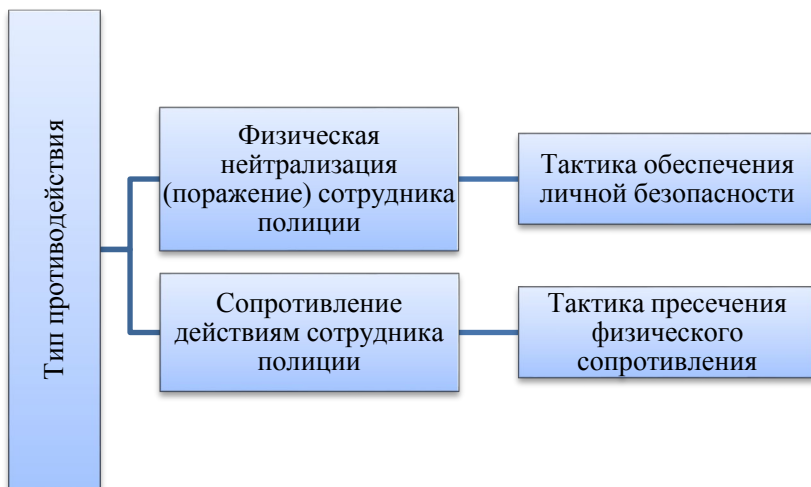 Тип противодействия
Физическая
нейтрализация
(поражение) сотрудника
полиции
Тактика обеспечения
личной безопасности
Сопротивление
действиям сотрудника
полиции
Тактика пресечения
физического
сопротивления